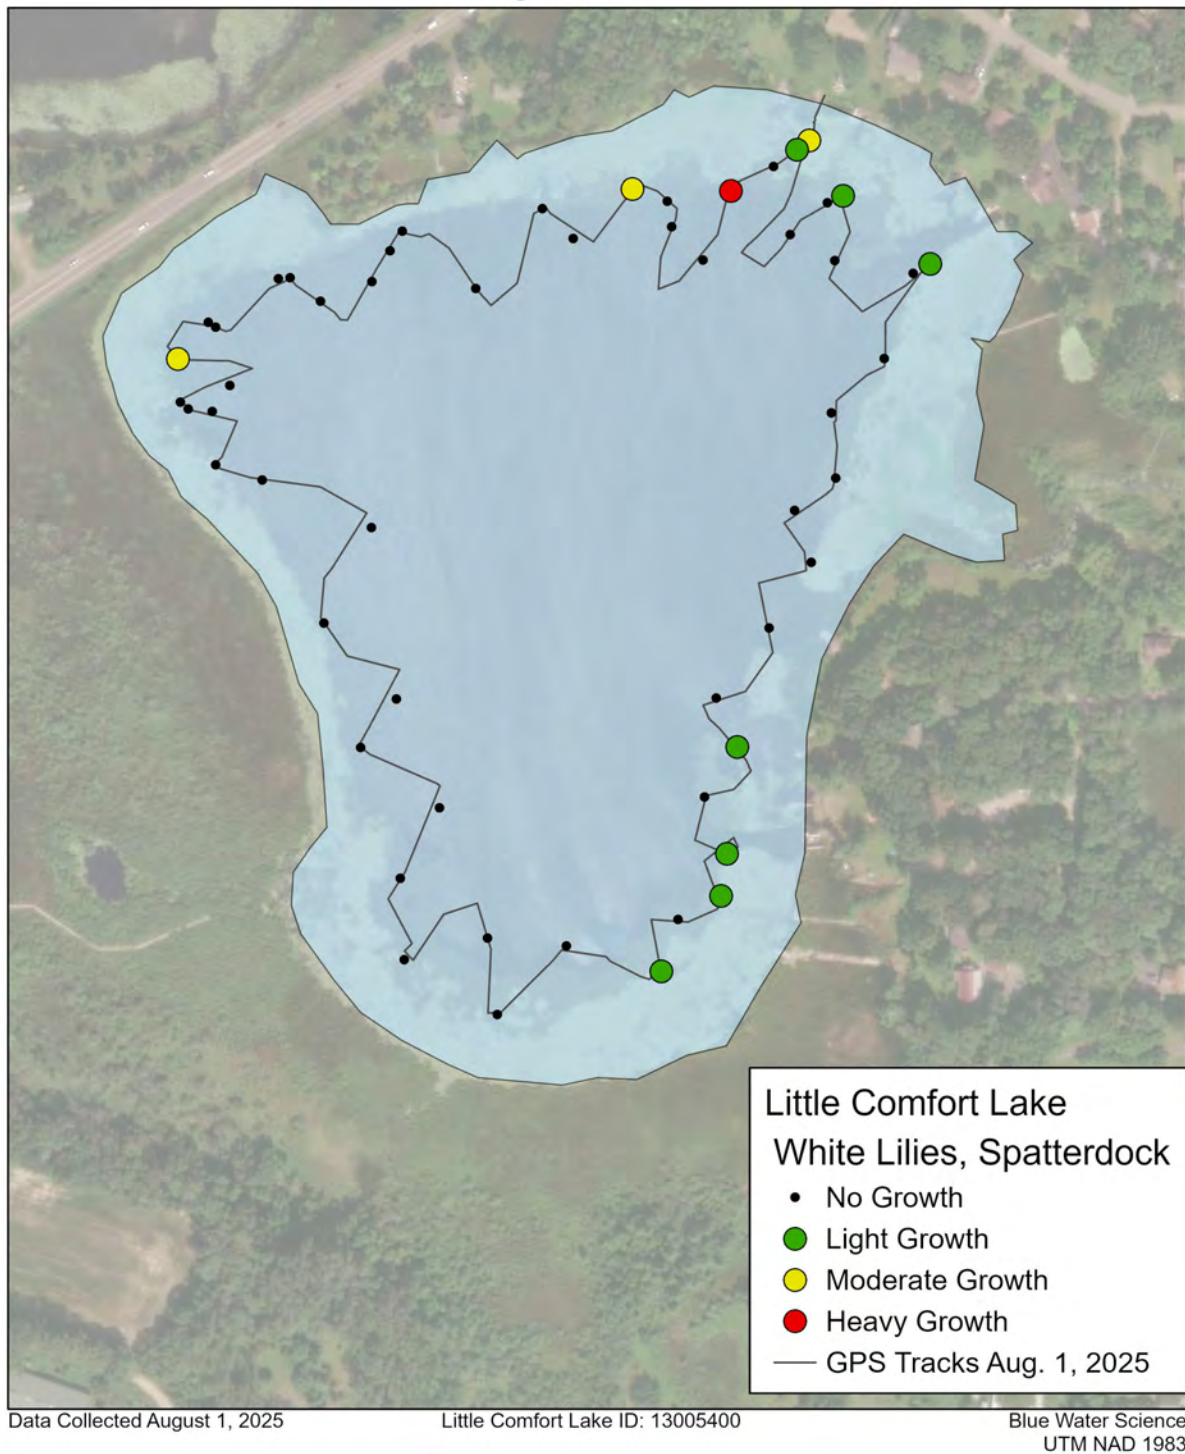 Little Comfort Lake
White Lilies, Spatterdock
No Growth
Light Growth
Moderate Growth
Heavy Growth
GPS Tracks Aug. 1, 2025
Data Collected August 1, 2025
Little Comfort Lake ID: 13005400
Blue Water Science
UTM NAD 1983